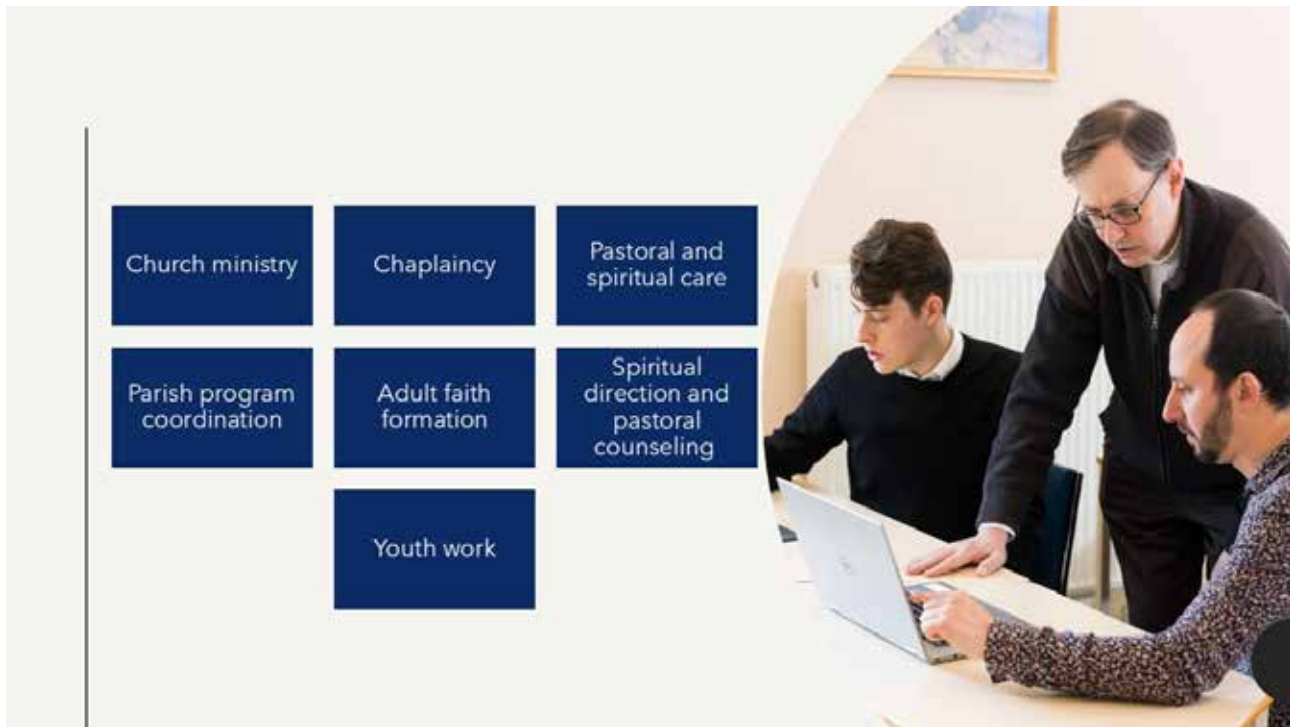 Church ministry
Chaplaincy
Pastoral and
spiritual care
Parish program
coordination
Adult faith
formation
Spiritual
direction and
pastoral
counseling
Youth work